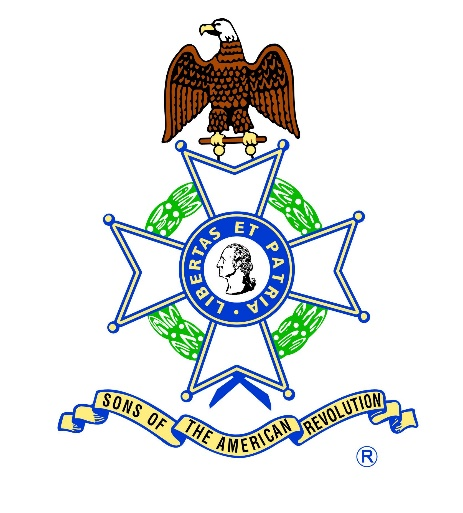 LIBERTAS ET PATRIA ·
SONS OF THE AMERICAN REVOLUTION
®